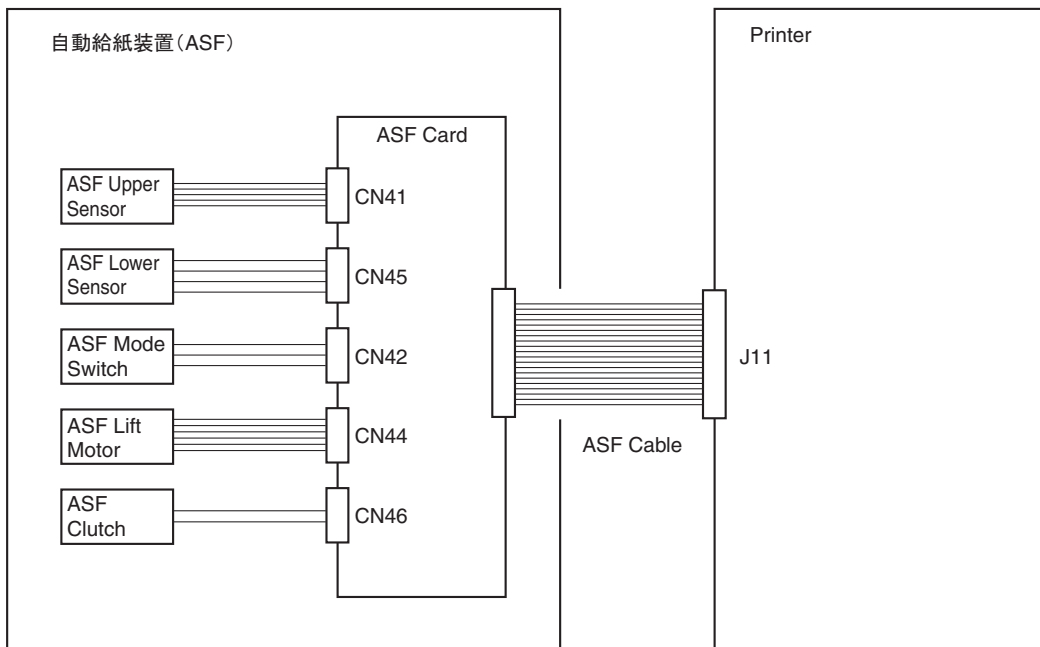 自動給紙装置(ASF)
Printer
ASF Card
ASF Upper
Sensor
CN41
ASF Lower
Sensor
CN45
ASF Mode
Switch
CN42
J11
ASF Lift
Motor
CN44
ASF Cable
ASF
Clutch
CN46